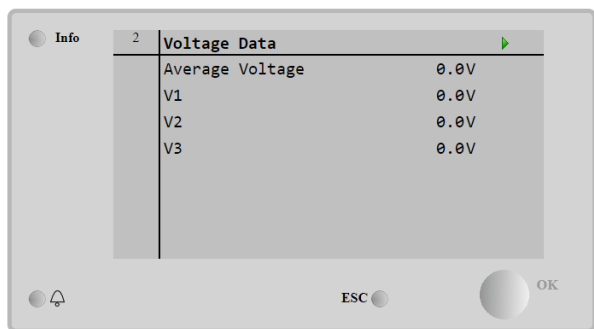 Info
2 Voltage Data
Average Voltage 0.0V
V1 0.0V
V2 0.0V
V3 0.0V
ESC
OK